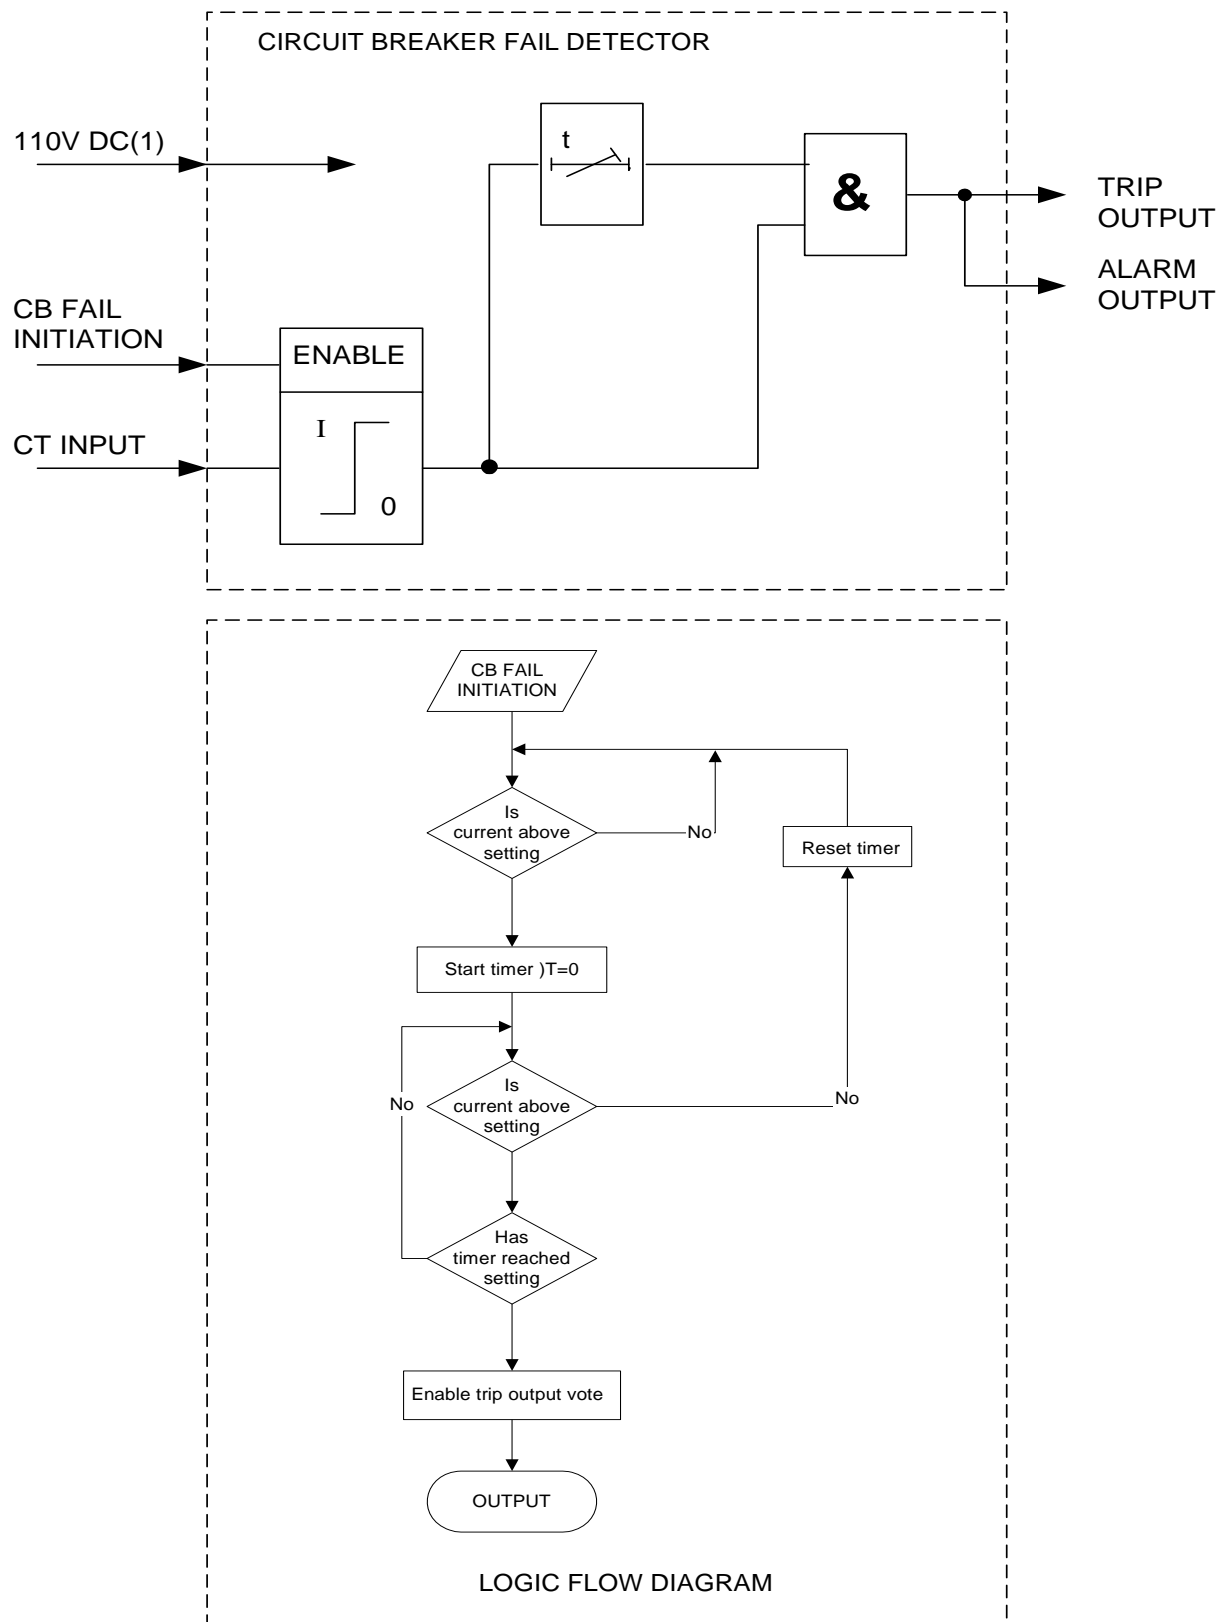 CIRCUIT BREAKER FAIL DETECTOR
110V DC(1)
t
&
TRIP
OUTPUT
ALARM
OUTPUT
CB FAIL
INITIATION
ENABLE
CT INPUT
I
0
CB FAIL
INITIATION
Is
current above
setting
No
Reset timer
Start timer )T=0
Is
current above
setting
No
No
Has
timer reached
setting
Enable trip output vote
OUTPUT
LOGIC FLOW DIAGRAM